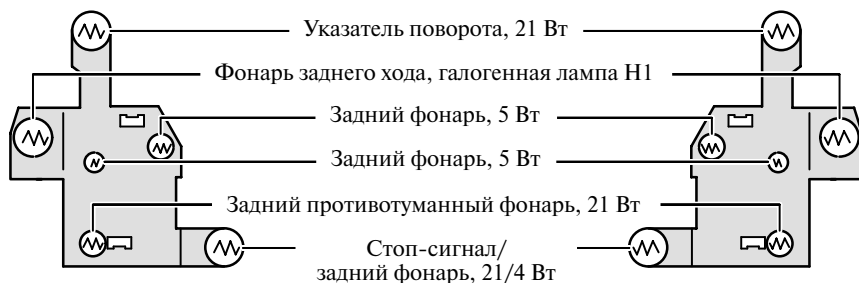 Указатель поворота, 21 Вт
Фонарь заднего хода, галогенная лампа H1
Задний фонарь, 5 Вт
Задний фонарь, 5 Вт
Задний противотуманный фонарь, 21 Вт
Стоп-сигнал/
задний фонарь, 21/4 Вт